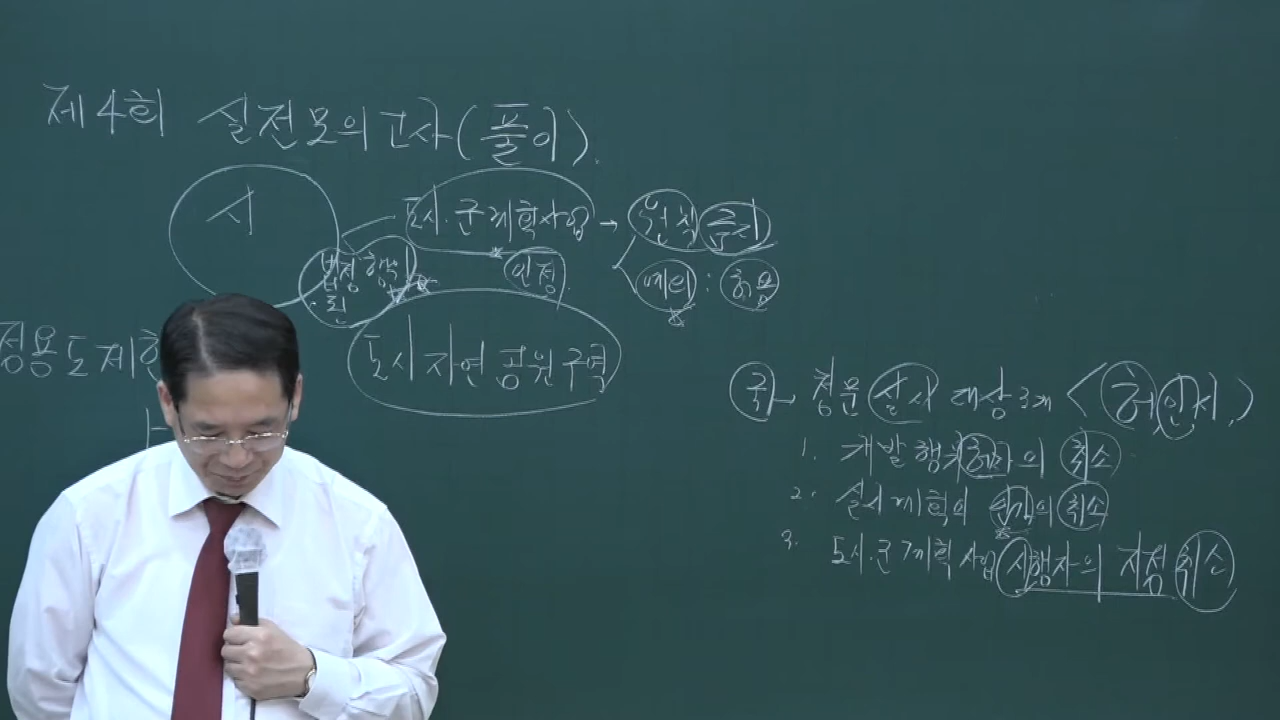 제4회 실전모의고사(풀이).
시
도시·군계획사업 → 원칙 금지
인정
예외 : 허용
도시자연공원구역
정용도제한
국 청문 실시 대상 3개 <허, 인, 지,>
1. 개발행위허가의 취소
2. 실시계획의 인가의 취소
3. 도시·군계획사업 시행자의 지정 취소